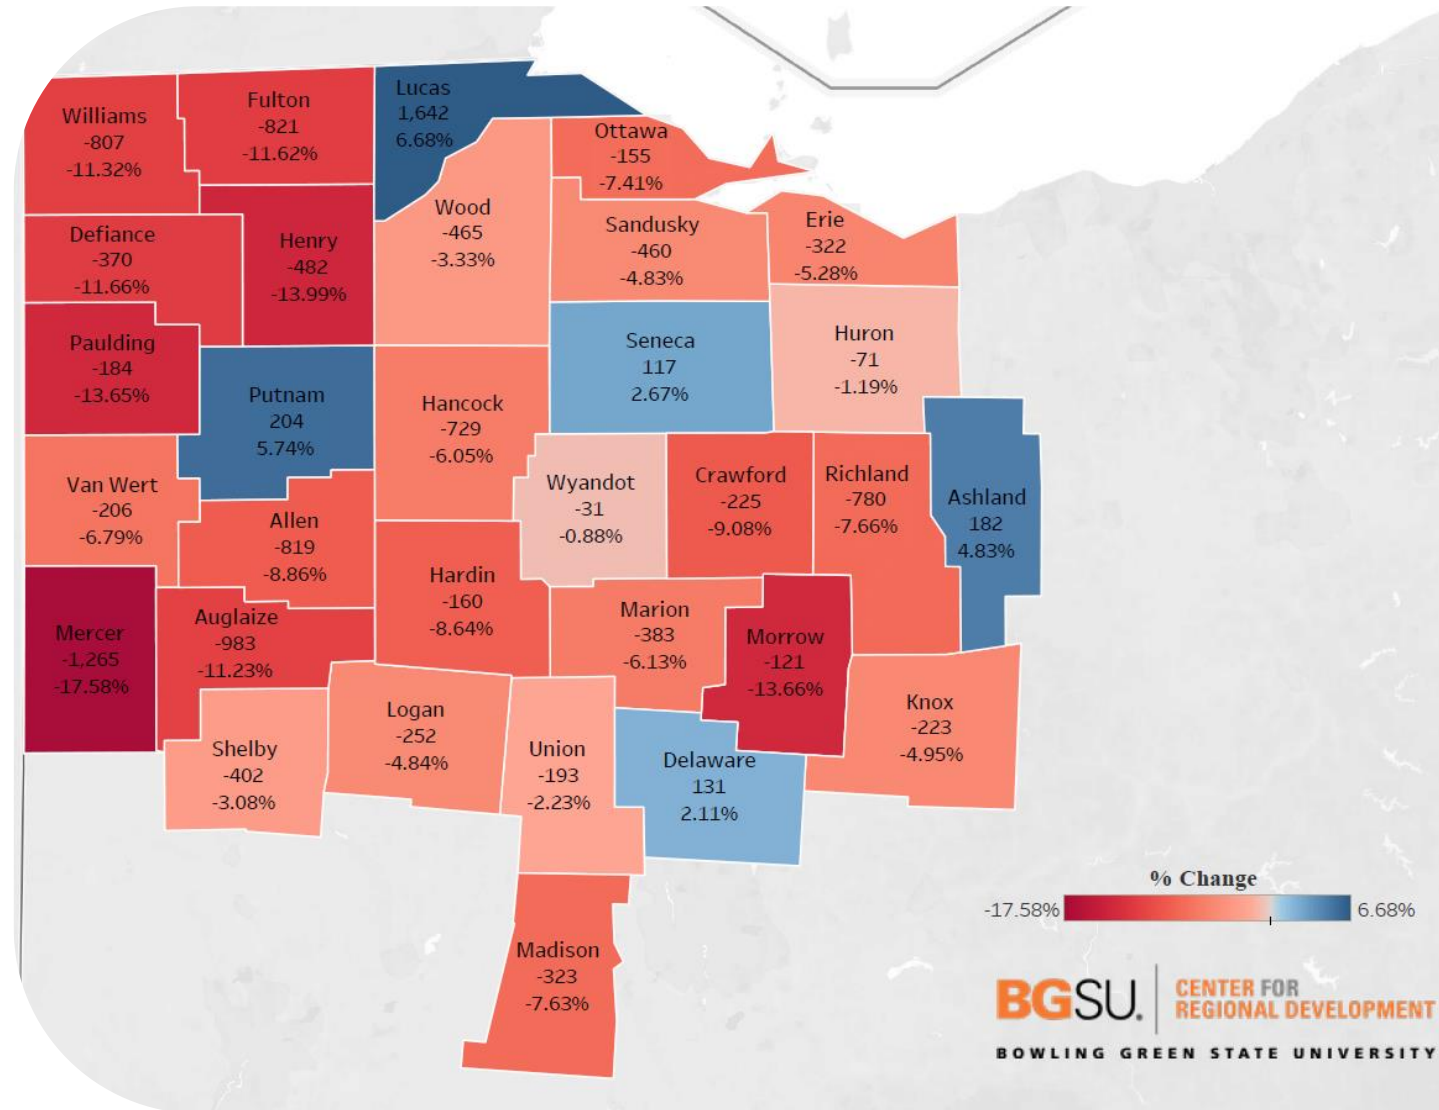 Williams
-807
-11.32%
Fulton
-821
-11.62%
Lucas
1,642
6.68%
Ottawa
-155
-7.41%
Wood
-465
-3.33%
Sandusky
-460
-4.83%
Erie
-322
-5.28%
Defiance
-370
-11.66%
Henry
-482
-13.99%
Paulding
-184
-13.65%
Putnam
204
5.74%
Hancock
-729
-6.05%
Seneca
117
2.67%
Huron
-71
-1.19%
Van Wert
-206
-6.79%
Allen
-819
-8.86%
Wyandot
-31
-0.88%
Crawford
-225
-9.08%
Richland
-780
-7.66%
Ashland
182
4.83%
Mercer
-1,265
-17.58%
Auglaize
-983
-11.23%
Hardin
-160
-8.64%
Marion
-383
-6.13%
Morrow
-121
-13.66%
Knox
-223
-4.95%
Shelby
-402
-3.08%
Logan
-252
-4.84%
Union
-193
-2.23%
Delaware
131
2.11%
Madison
-323
-7.63%
% Change
-17.58% 6.68%
BGSU.
CENTER FOR
REGIONAL DEVELOPMENT
BOWLING GREEN STATE UNIVERSITY